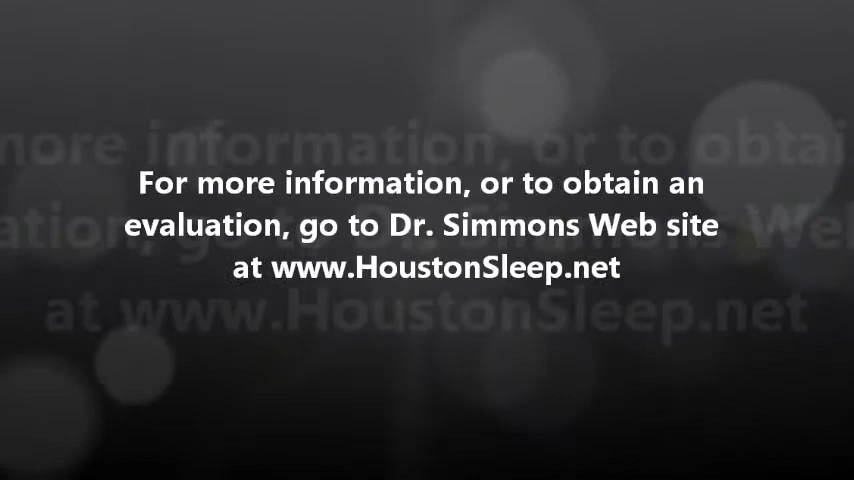 For more information, or to obtain an
evaluation, go to Dr. Simmons Web site
at www.HoustonSleep.net